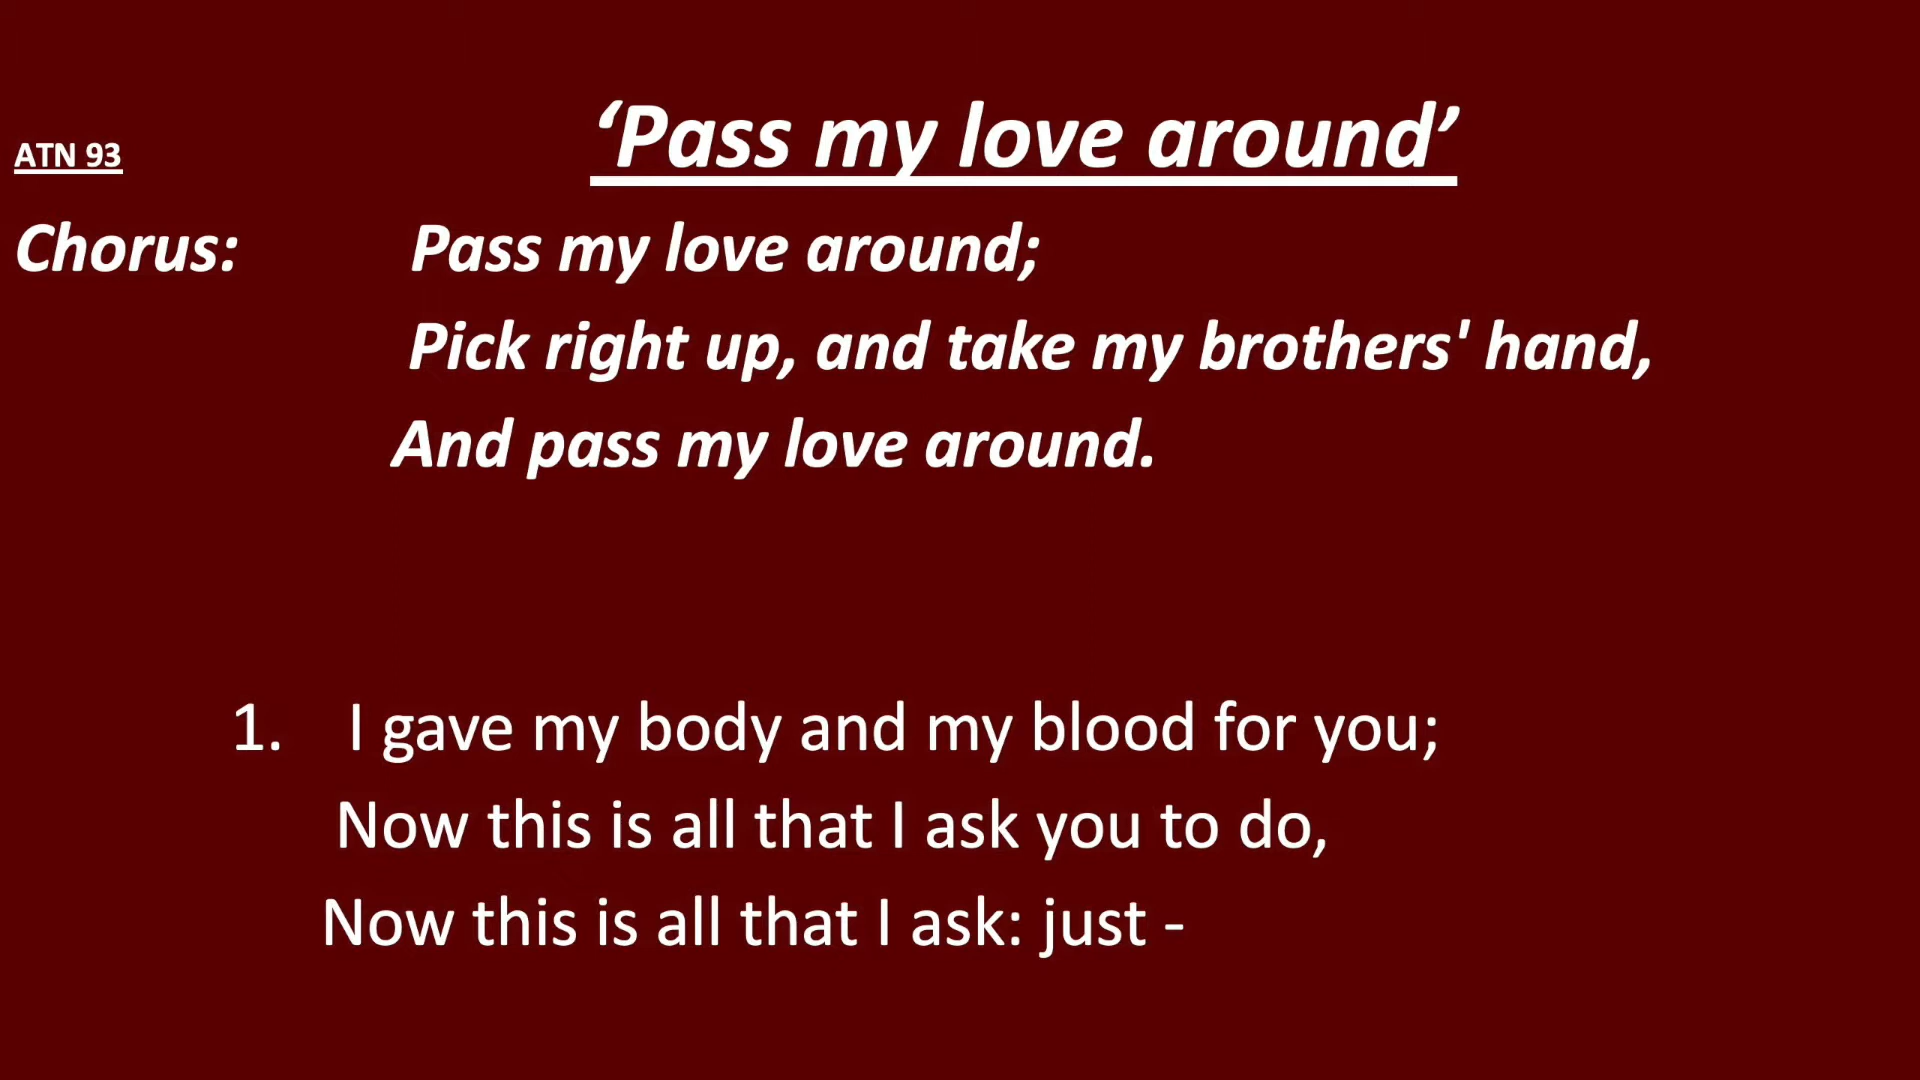 ‘Pass my love around’
ATN 93
Chorus: Pass my love around;
Pick right up, and take my brothers' hand,
And pass my love around.
1. I gave my body and my blood for you;
Now this is all that I ask you to do,
Now this is all that I ask: just -